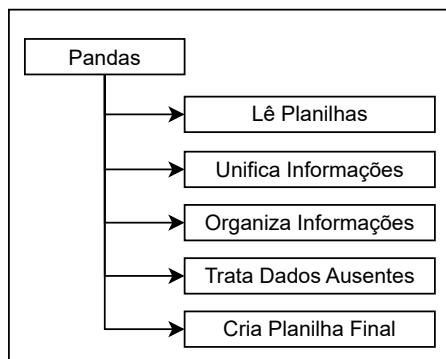 Pandas
Lê Planilhas
Unifica Informações
Organiza Informações
Trata Dados Ausentes
Cria Planilha Final